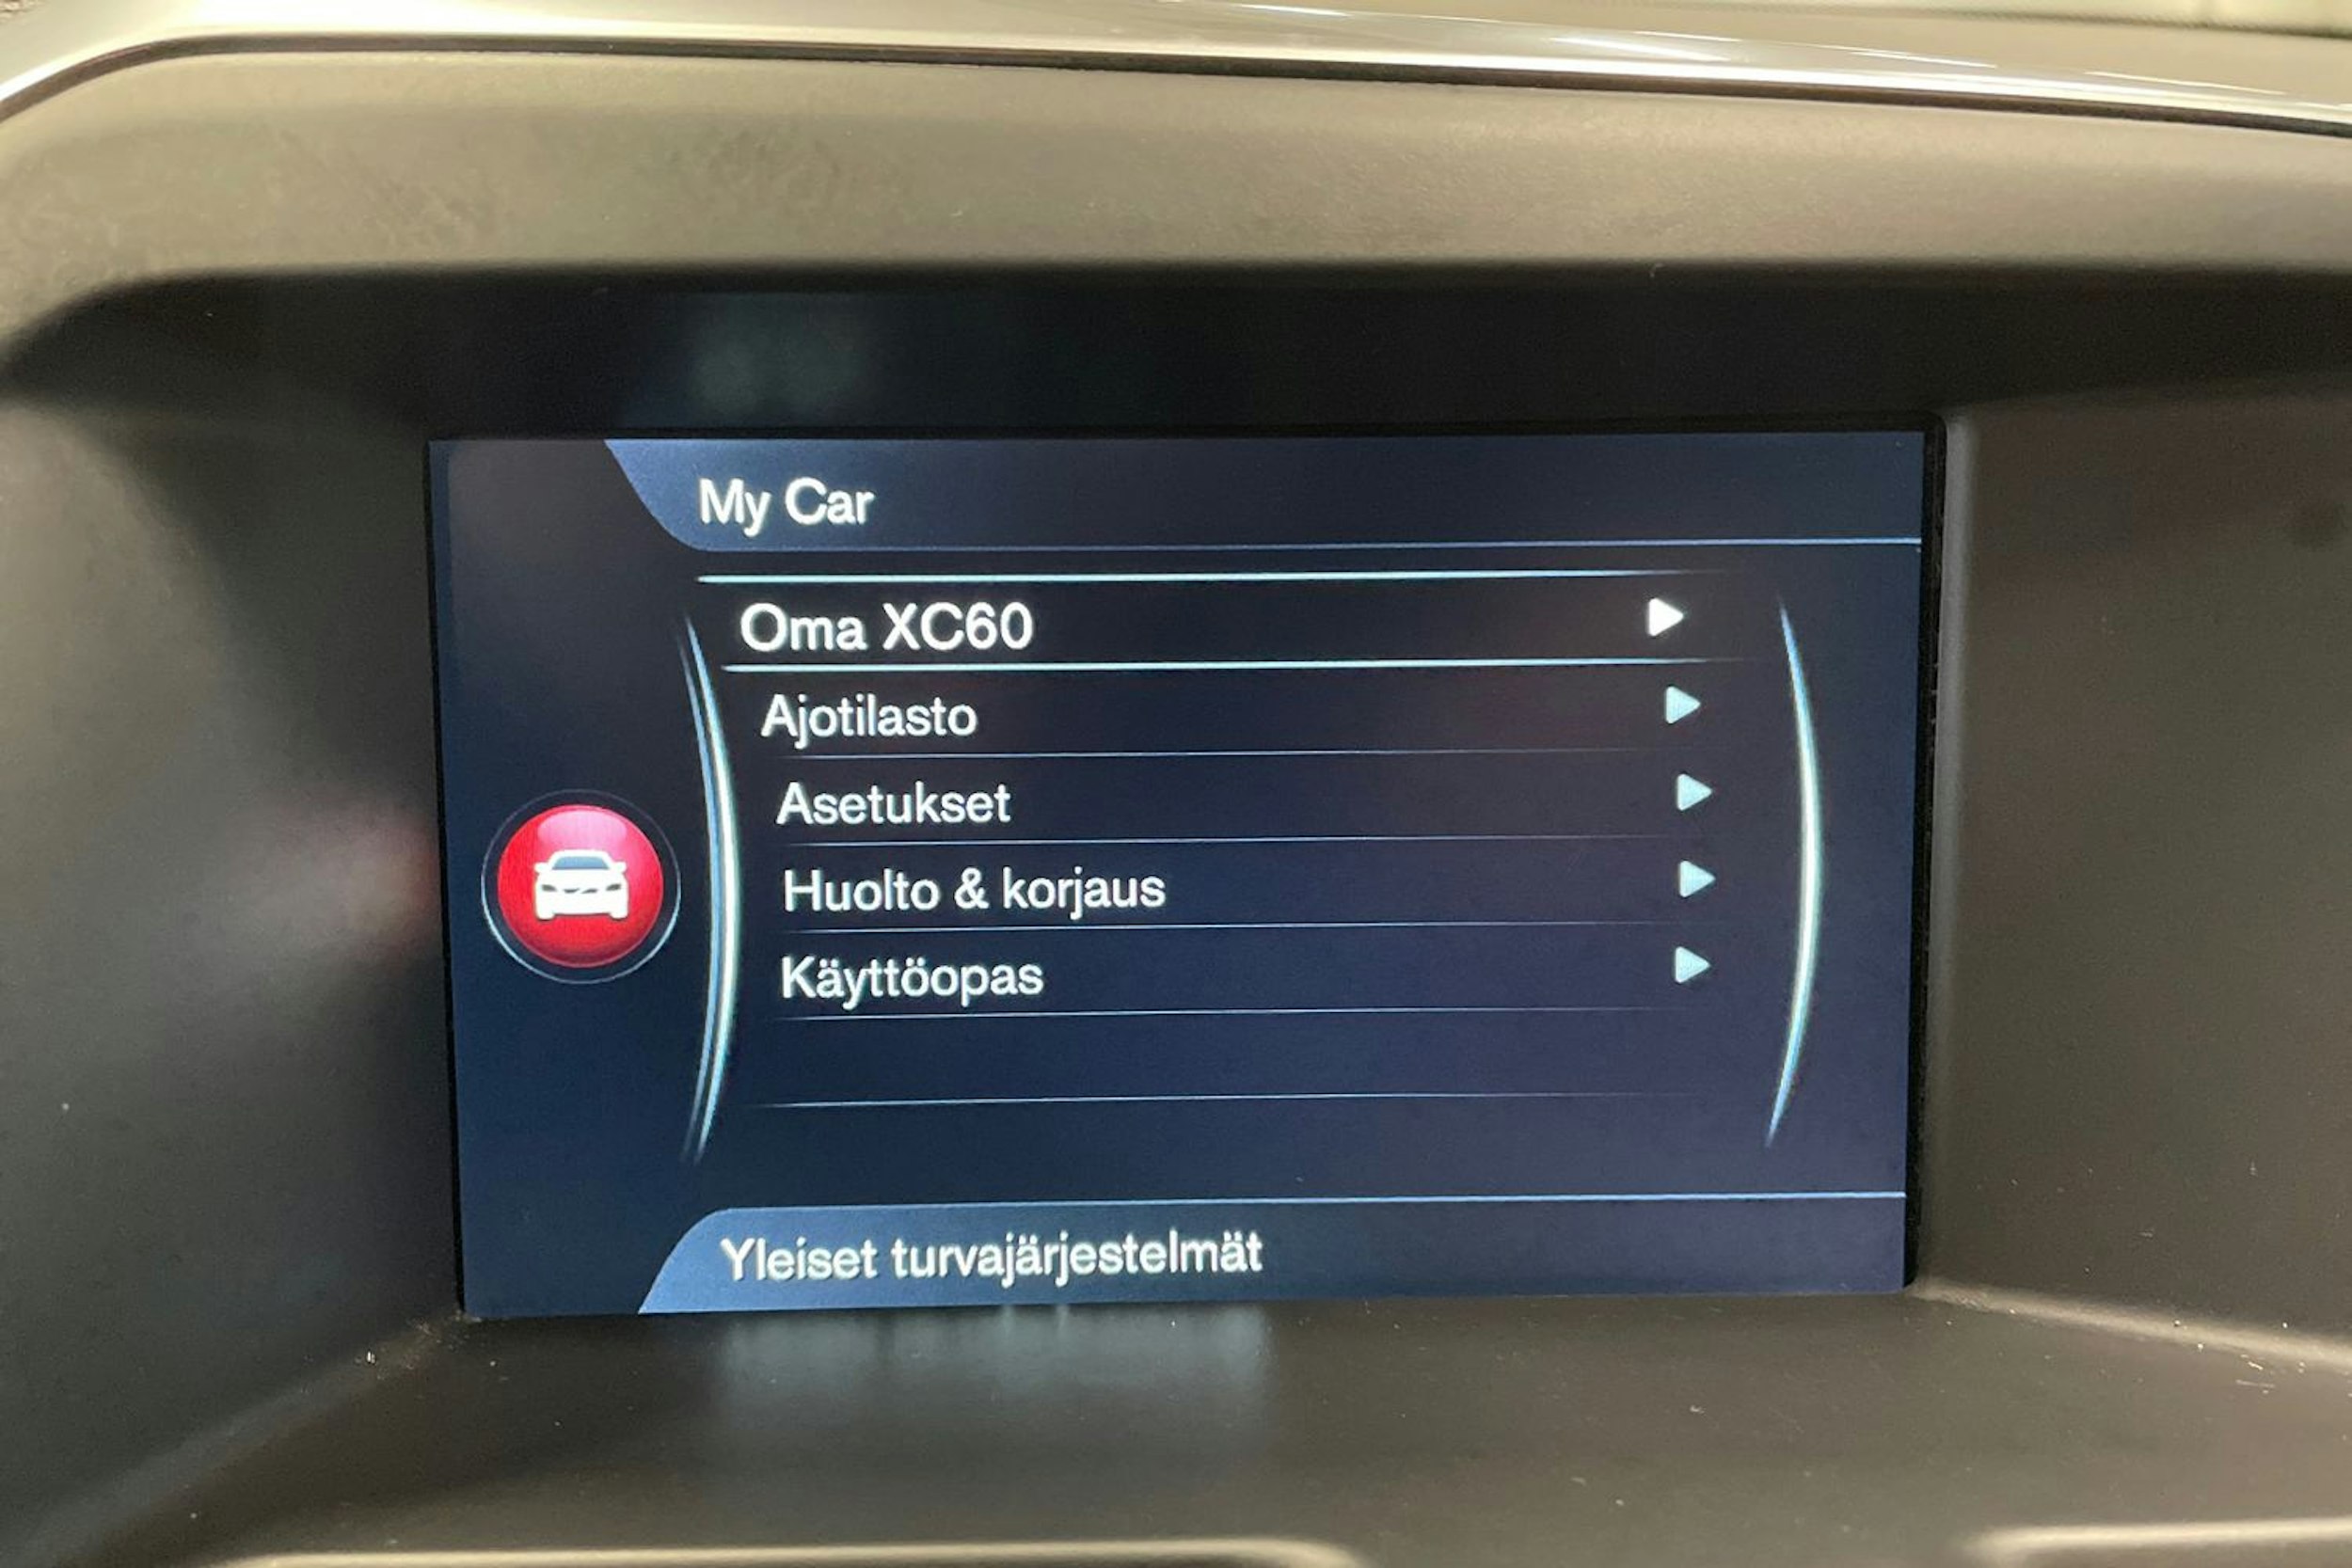 My Car
Oma XC60
Ajotilasto
Asetukset
Huolto & korjaus
Käyttöopas
Yleiset turvajärjestelmät